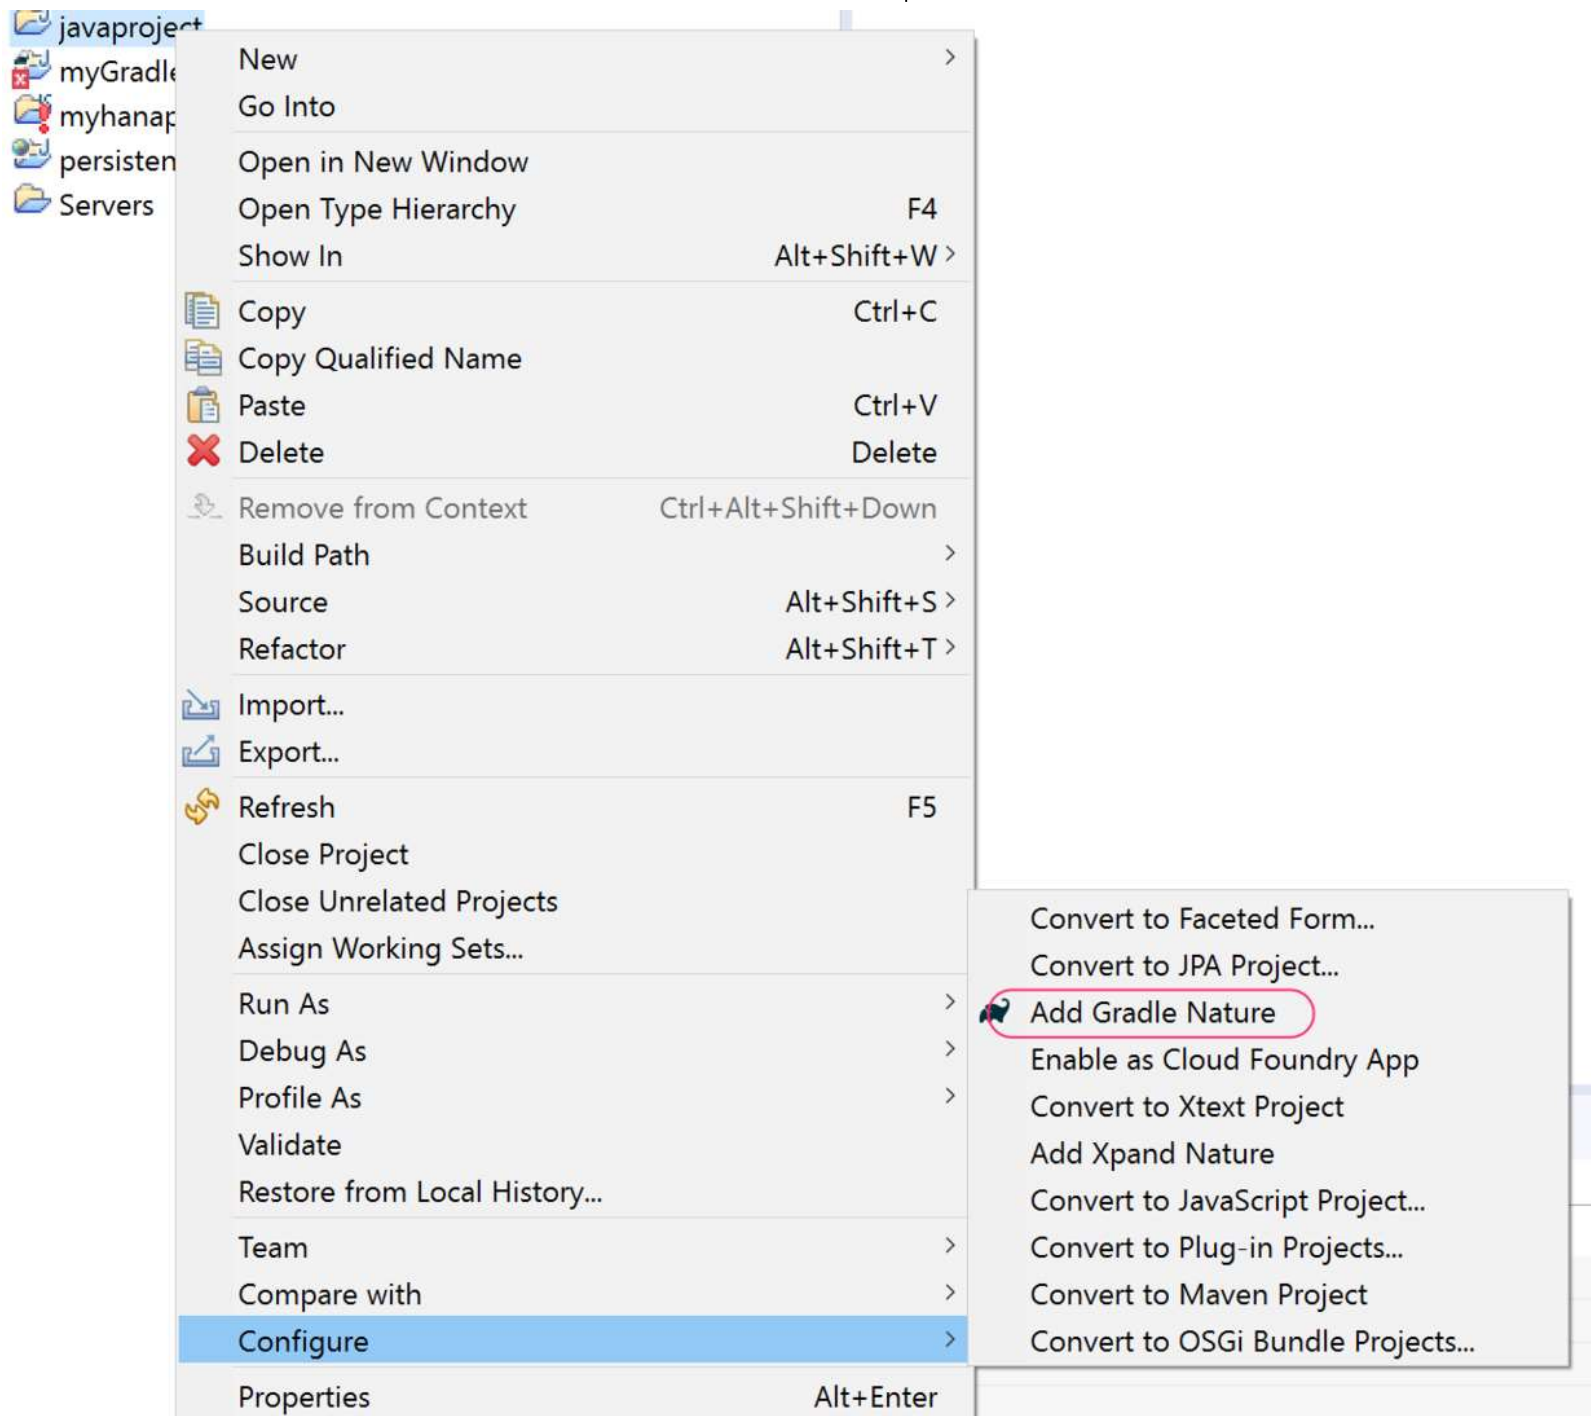 javaproject
myGradle
myhanap
persisten
Servers
New
Go Into
Open in New Window
Open Type Hierarchy F4
Show In Alt+Shift+W
Copy Ctrl+C
Copy Qualified Name
Paste Ctrl+V
Delete Delete
Remove from Context Ctrl+Alt+Shift+Down
Build Path
Source Alt+Shift+S
Refactor Alt+Shift+T
Import...
Export...
Refresh F5
Close Project
Close Unrelated Projects
Assign Working Sets...
Run As
Debug As
Profile As
Validate
Restore from Local History...
Team
Compare with
Configure
Properties Alt+Enter
Convert to Faceted Form...
Convert to JPA Project...
Add Gradle Nature
Enable as Cloud Foundry App
Convert to Xtext Project
Add Xpand Nature
Convert to JavaScript Project...
Convert to Plug-in Projects...
Convert to Maven Project
Convert to OSGi Bundle Projects...